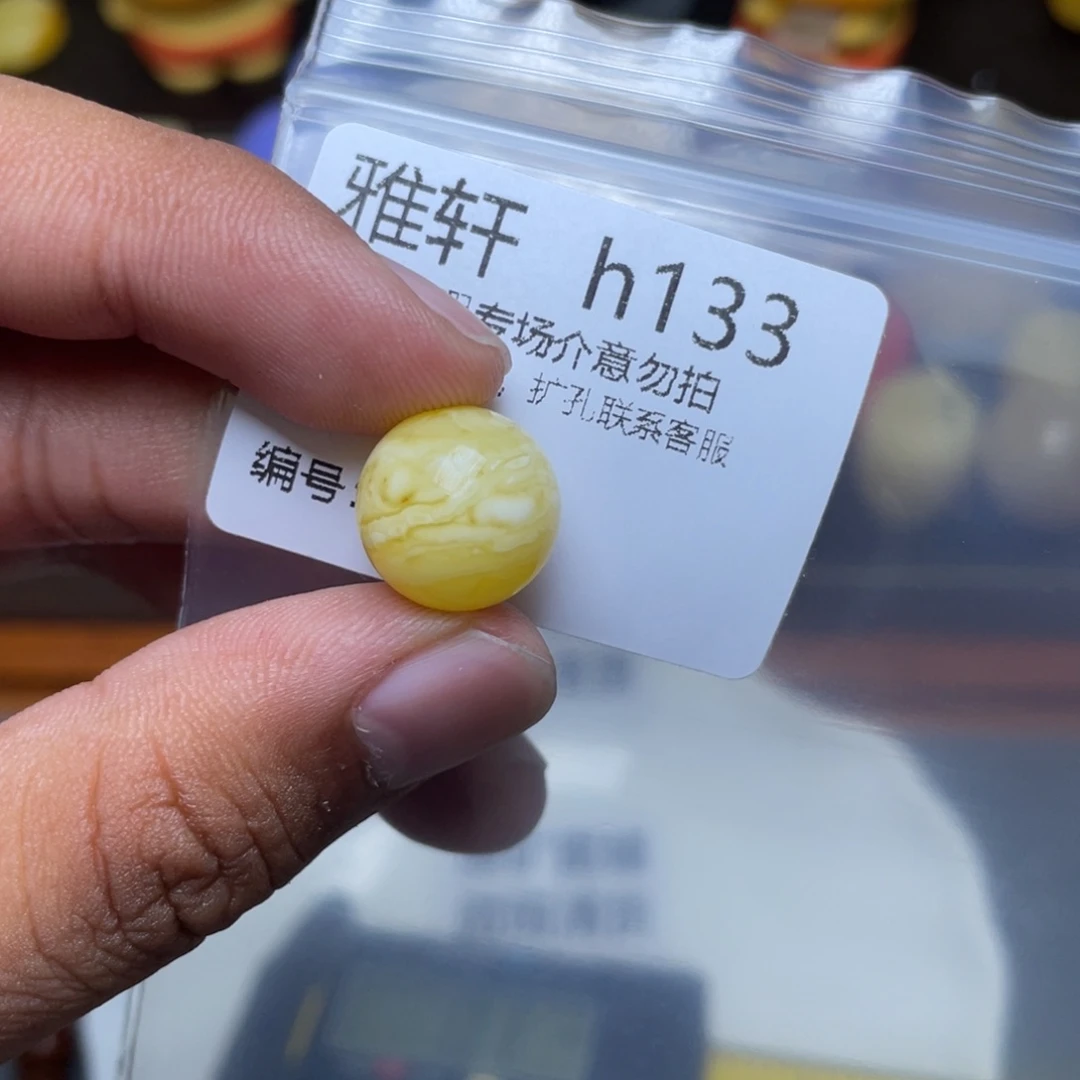 雅轩 h133
专场介意勿拍
扩孔联系客服
编号: